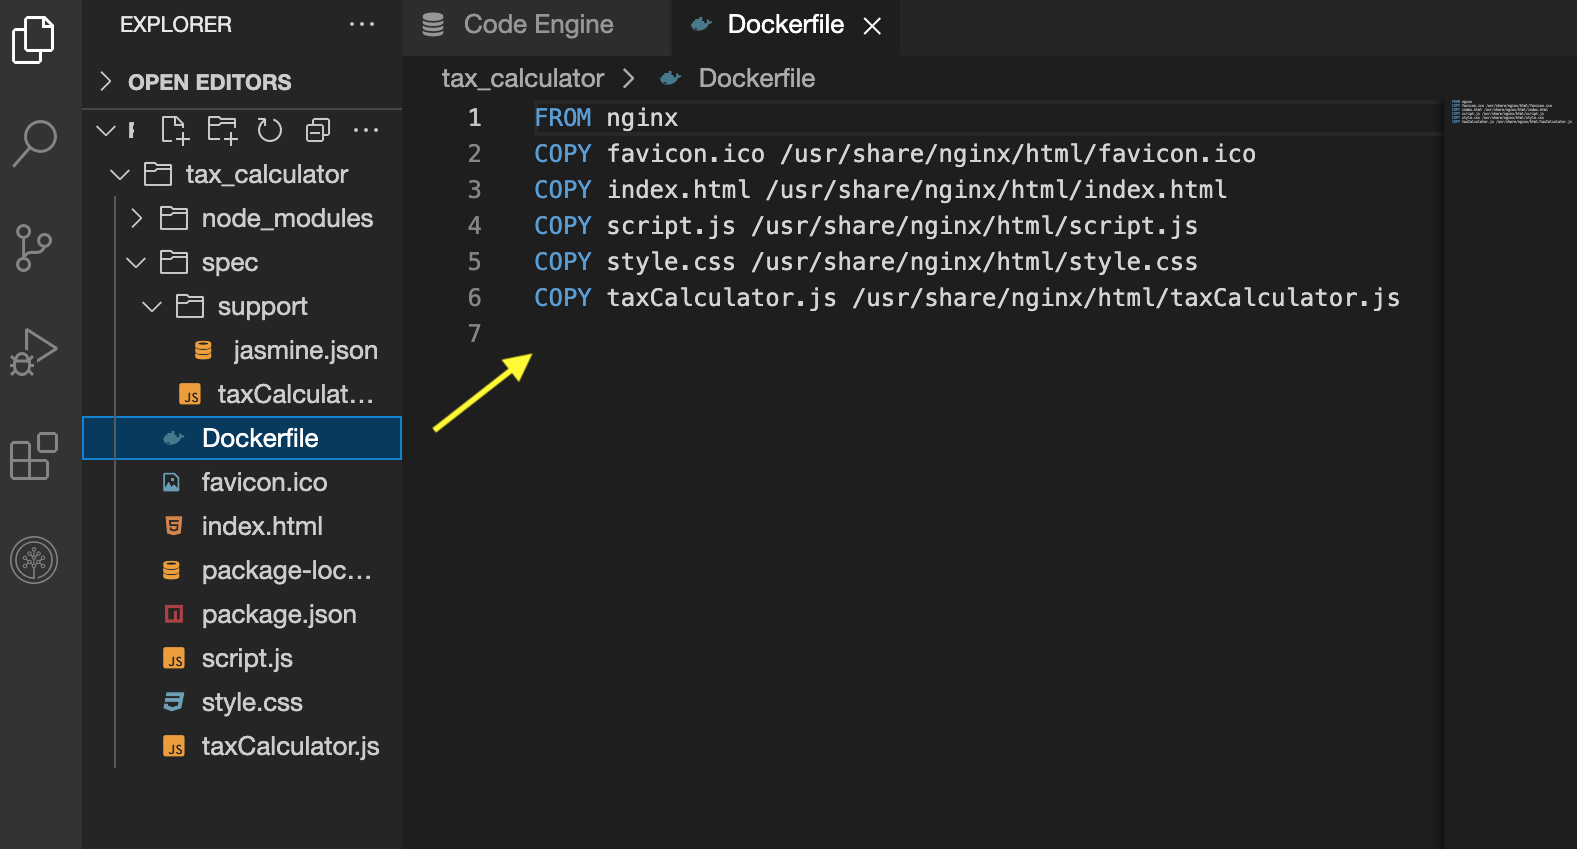 EXPLORER
OPEN EDITORS
tax_calculator
node_modules
spec
support
jasmine.json
taxCalculat...
Dockerfile
favicon.ico
index.html
package-loc...
package.json
script.js
style.css
taxCalculator.js
Code Engine
Dockerfile
tax_calculator > Dockerfile
1 FROM nginx
2 COPY favicon.ico /usr/share/nginx/html/favicon.ico
3 COPY index.html /usr/share/nginx/html/index.html
4 COPY script.js /usr/share/nginx/html/script.js
5 COPY style.css /usr/share/nginx/html/style.css
6 COPY taxCalculator.js /usr/share/nginx/html/taxCalculator.js
7